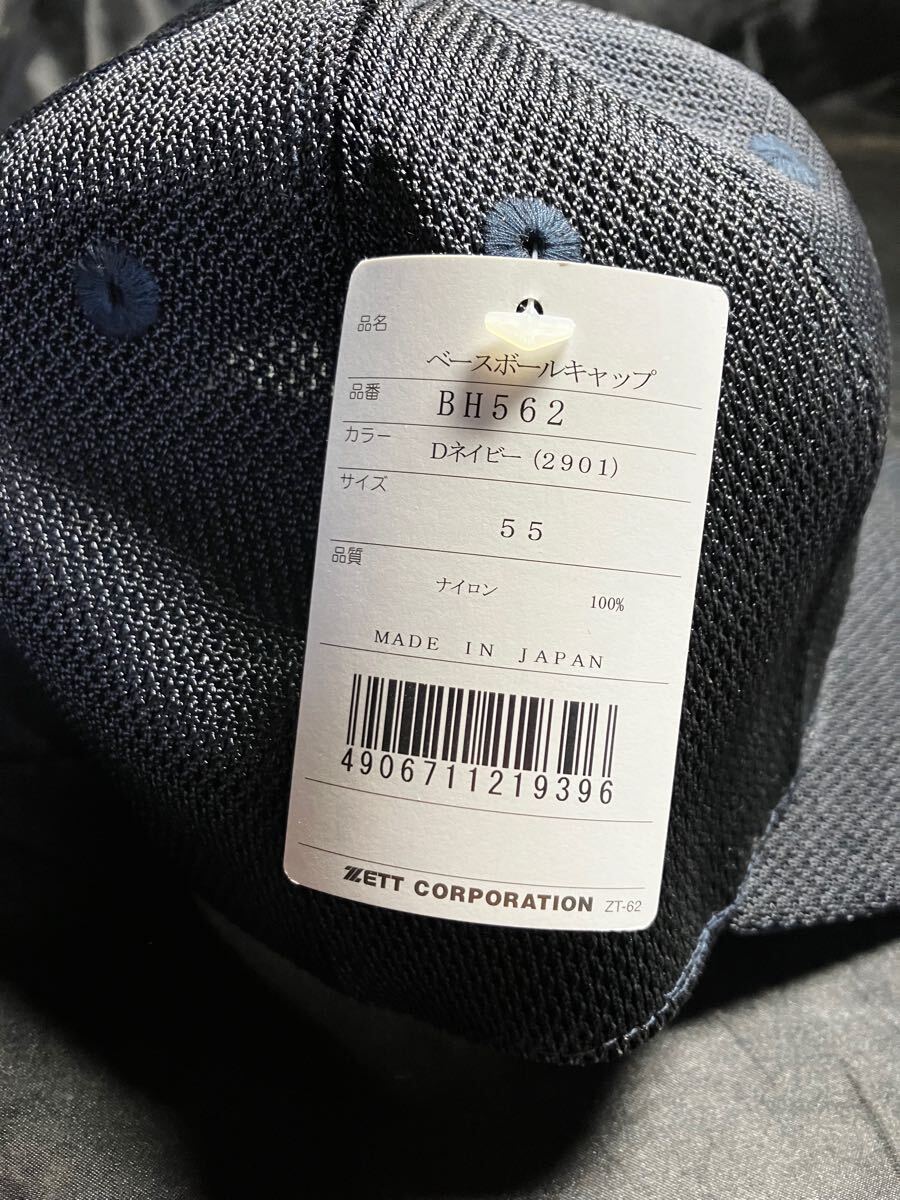 品名
ベースボールキャップ
品番 BH562
カラー Dネイビー(2901)
サイズ
55
品質
ナイロン 100%
MADE IN JAPAN
4906711219396
ZETT CORPORATION ZT-62